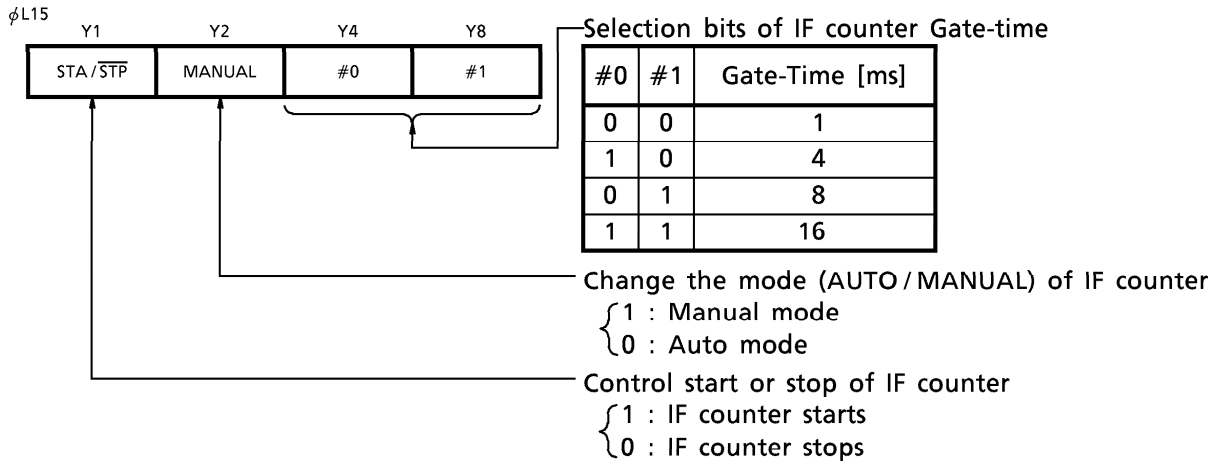 φL15
Y1 Y2 Y4 Y8
STA / S̅T̅P̅ MANUAL #0 #1
Selection bits of IF counter Gate-time
#0 #1 Gate-Time [ms]
0 0 1
1 0 4
0 1 8
1 1 16
Change the mode (AUTO / MANUAL) of IF counter
1 : Manual mode
0 : Auto mode
Control start or stop of IF counter
1 : IF counter starts
0 : IF counter stops